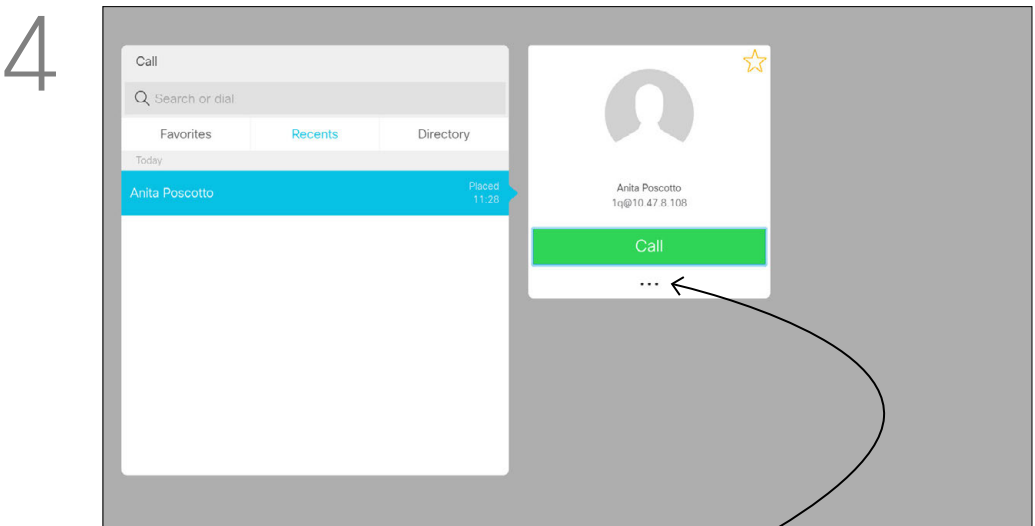 4
Call
Search or dial
Favorites Recents Directory
Today
Anita Poscotto Placed
11:28
Anita Poscotto
1q@10.47.8.108
Call
...